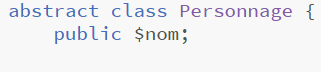 abstract class Personnage {
    public $nom;